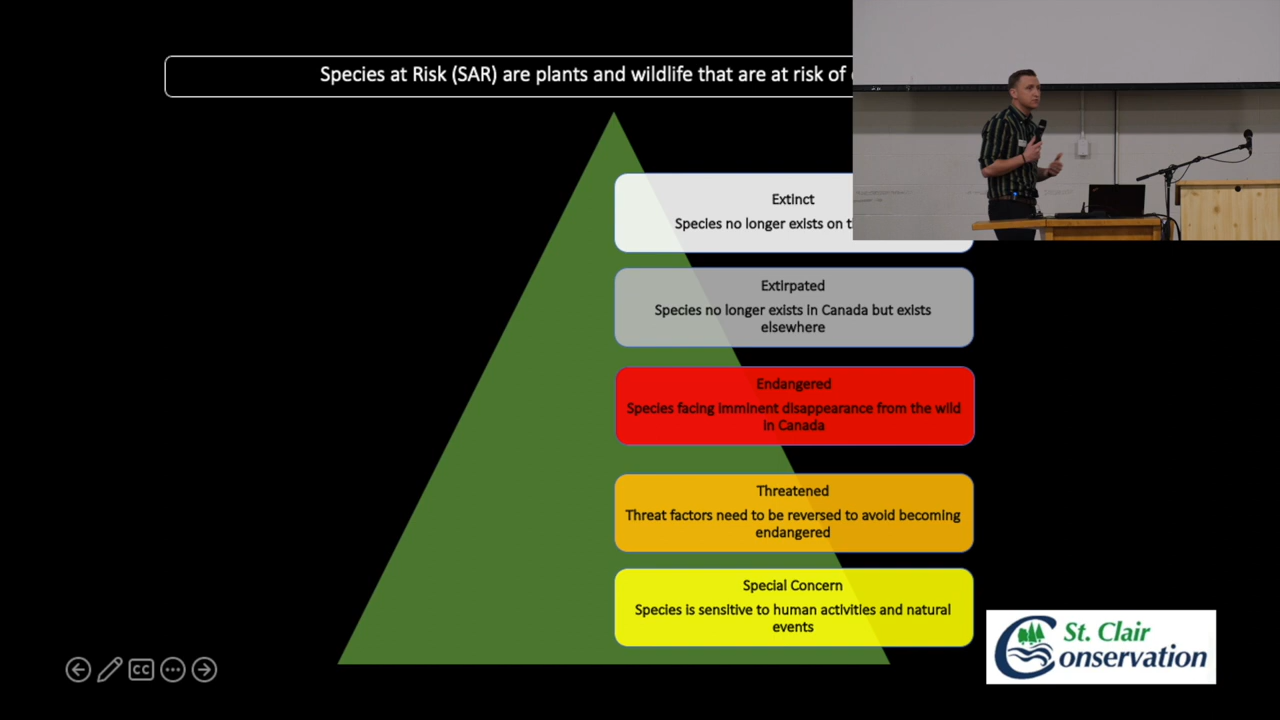 Species at Risk (SAR) are plants and wildlife that are at risk of
Extinct
Species no longer exists on
Extirpated
Species no longer exists in Canada but exists
elsewhere
Endangered
Species facing imminent disappearance from the wild
in Canada
Threatened
Threat factors need to be reversed to avoid becoming
endangered
Special Concern
Species is sensitive to human activities and natural
events
St. Clair
Conservation
CC